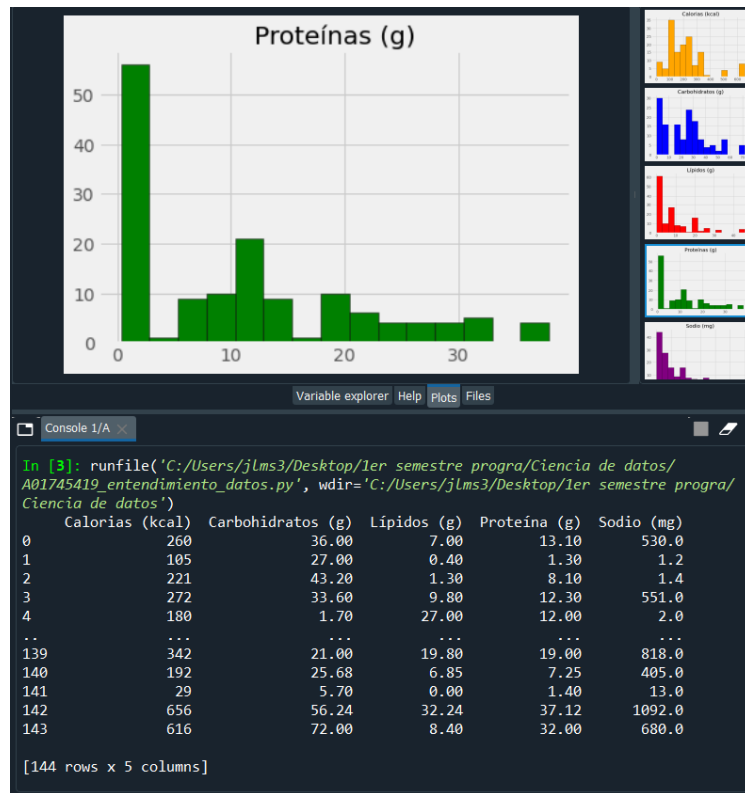 Proteínas (g)
50
40
30
20
10
0
0 10 20 30
Calorías (kcal)
Carbohidratos (g)
Lípidos (g)
Proteínas (g)
Sodio (mg)
Variable explorer Help Plots Files
Console 1/A
In [3]: runfile('C:/Users/jlms3/Desktop/1er semestre progra/Ciencia de datos/
A01745419_entendimiento_datos.py', wdir='C:/Users/jlms3/Desktop/1er semestre progra/
Ciencia de datos')
Calorías (kcal) Carbohidratos (g) Lípidos (g) Proteína (g) Sodio (mg)
0 260 36.00 7.00 13.10 530.0
1 105 27.00 0.40 1.30 1.2
2 221 43.20 1.30 8.10 1.4
3 272 33.60 9.80 12.30 551.0
4 180 1.70 27.00 12.00 2.0
.. ... ... ... ... ...
139 342 21.00 19.80 19.00 818.0
140 192 25.68 6.85 7.25 405.0
141 29 5.70 0.00 1.40 13.0
142 656 56.24 32.24 37.12 1092.0
143 616 72.00 8.40 32.00 680.0
[144 rows x 5 columns]